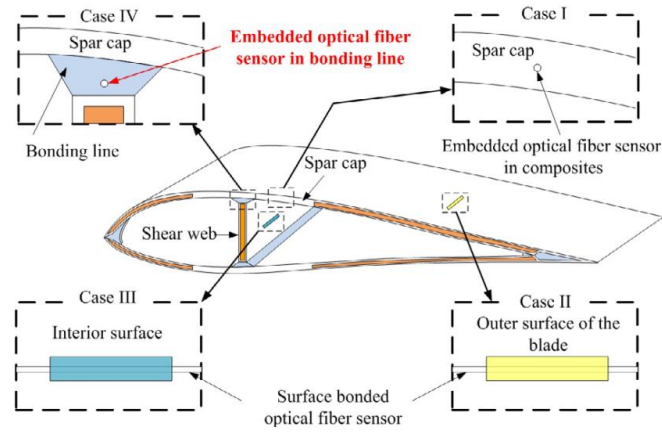 Case IV
Spar cap
Embedded optical fiber
sensor in bonding line
Bonding line
Case I
Spar cap
Embedded optical fiber sensor
in composites
Spar cap
Shear web
Case III
Interior surface
Case II
Outer surface of the
blade
Surface bonded
optical fiber sensor